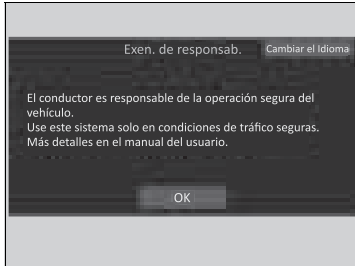 Exen. de responsab.
Cambiar el Idioma
El conductor es responsable de la operación segura del
vehículo.
Use este sistema solo en condiciones de tráfico seguras.
Más detalles en el manual del usuario.
OK